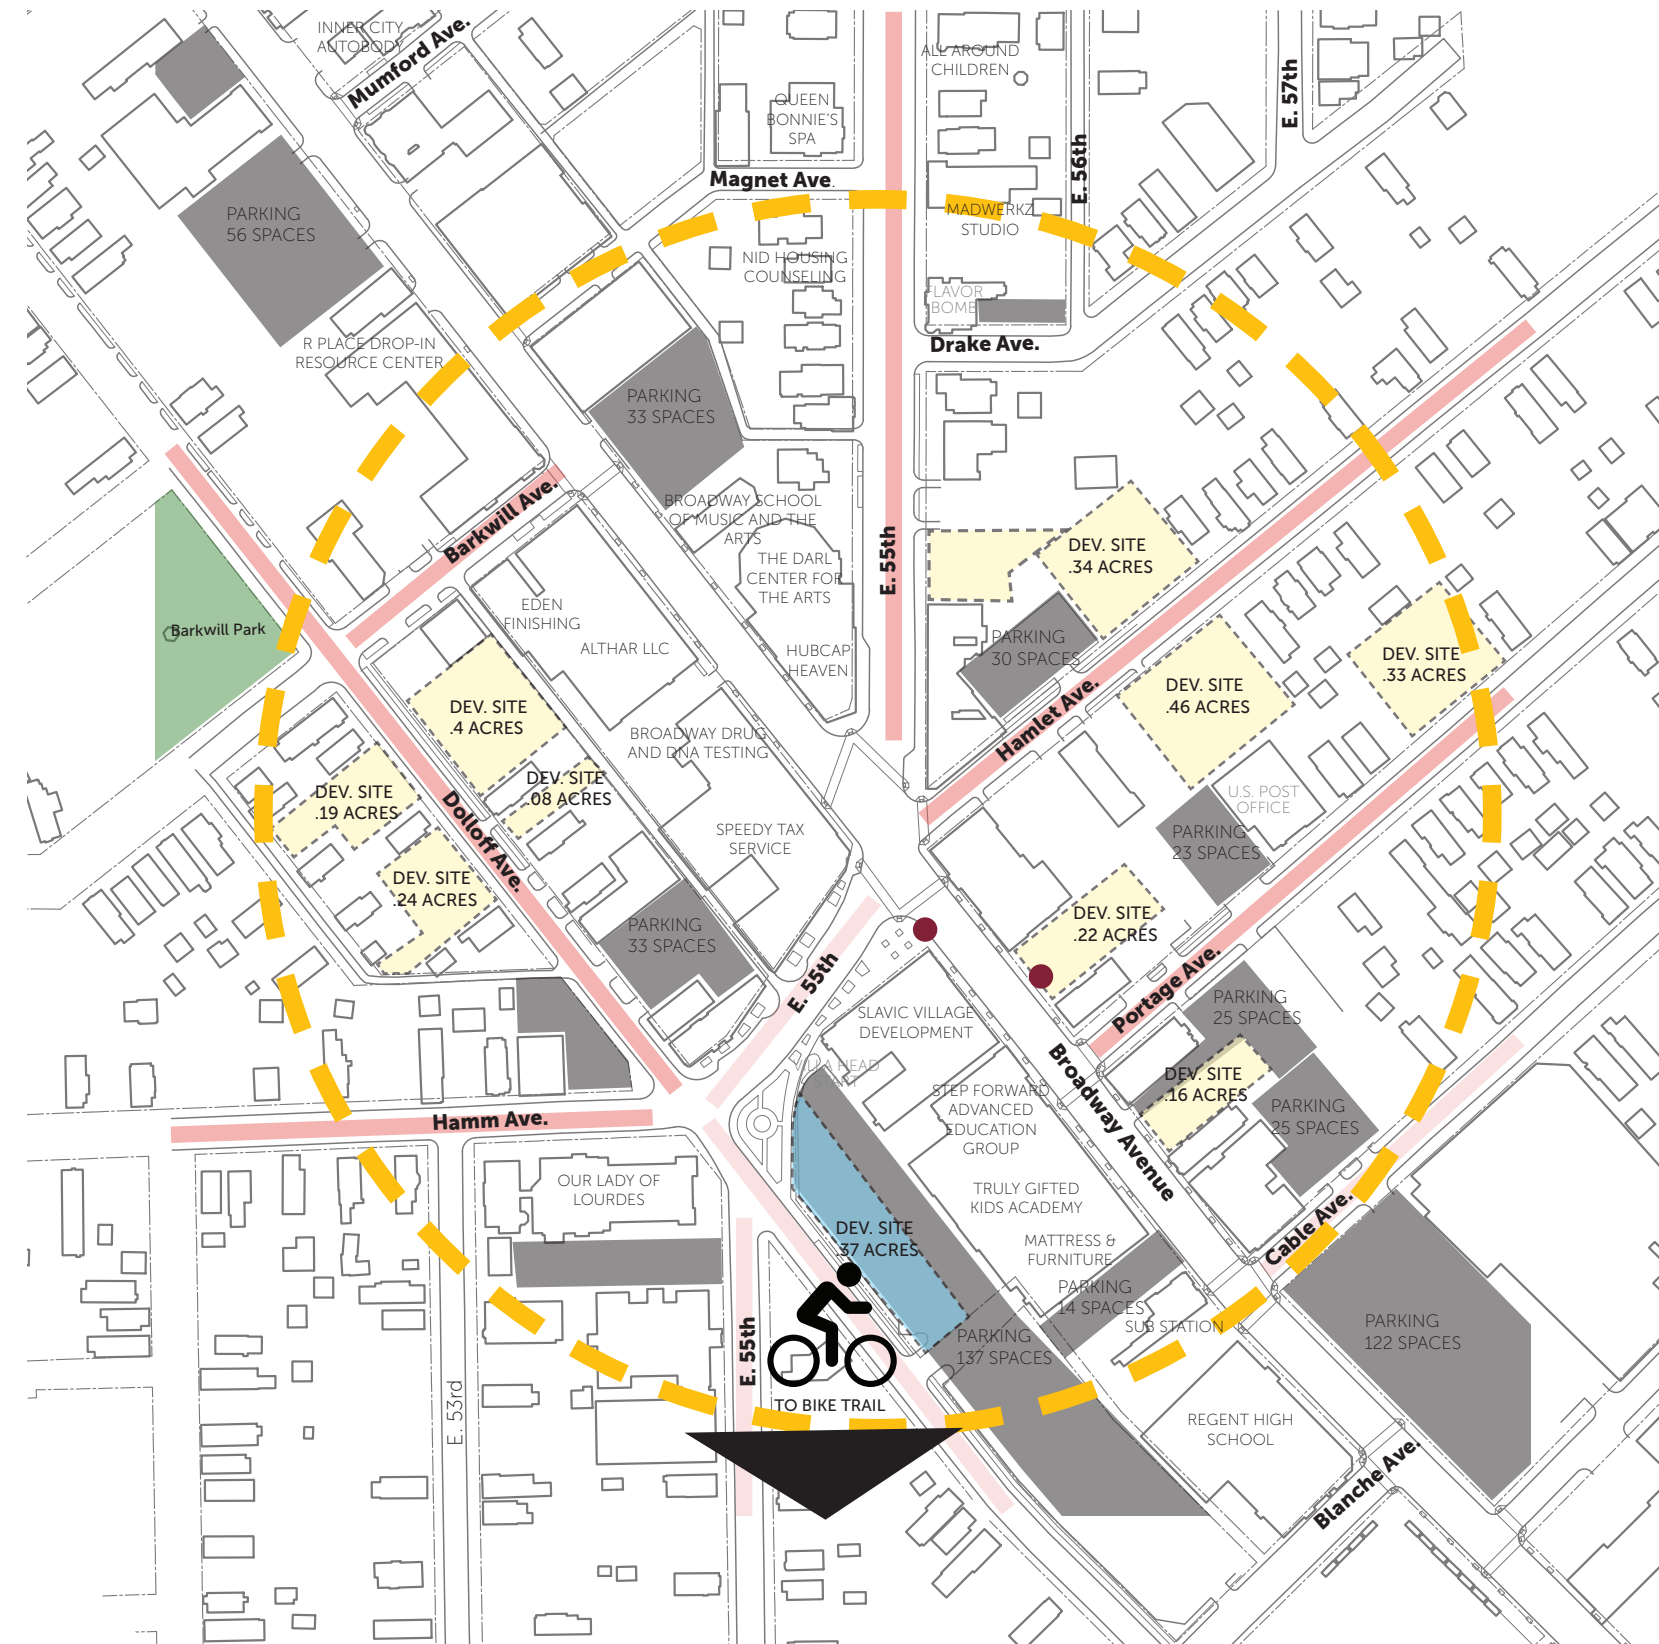 INNER CITY
AUTOBODY
Mumford Ave.
ALL AROUND
CHILDREN
E. 57th
QUEEN
BONNIE'S
SPA
E. 56th
Magnet Ave.
PARKING
56 SPACES
MADWERKZ
STUDIO
NID HOUSING
COUNSELING
FLAVOR
BOMB
Drake Ave.
R PLACE DROP-IN
RESOURCE CENTER
PARKING
33 SPACES
BROADWAY SCHOOL
OF MUSIC AND THE
ARTS
Barkwill Ave.
THE DARL
CENTER FOR
THE ARTS
E. 55th
DEV. SITE
.34 ACRES
EDEN
FINISHING
ALTHAR LLC
Barkwill Park
HUBCAP
HEAVEN
PARKING
30 SPACES
DEV. SITE
.33 ACRES
DEV. SITE
.46 ACRES
DEV. SITE
.4 ACRES
Hamlet Ave.
BROADWAY DRUG
AND DNA TESTING
DEV. SITE
.08 ACRES
DEV. SITE
.19 ACRES
U.S. POST
OFFICE
Dolloff Ave.
SPEEDY TAX
SERVICE
PARKING
23 SPACES
DEV. SITE
.24 ACRES
DEV. SITE
.22 ACRES
PARKING
33 SPACES
E. 55th
Portage Ave.
PARKING
25 SPACES
SLAVIC VILLAGE
DEVELOPMENT
HEAD
START
Broadway Avenue
DEV. SITE
.16 ACRES
STEP FORWARD
ADVANCED
EDUCATION
GROUP
PARKING
25 SPACES
Hamm Ave.
OUR LADY OF
LOURDES
TRULY GIFTED
KIDS ACADEMY
Cable Ave.
DEV. SITE
.37 ACRES
MATTRESS &
FURNITURE
PARKING
14 SPACES
SUB STATION
PARKING
137 SPACES
PARKING
122 SPACES
E. 55th
TO BIKE TRAIL
E. 53rd
REGENT HIGH
SCHOOL
Blanche Ave.